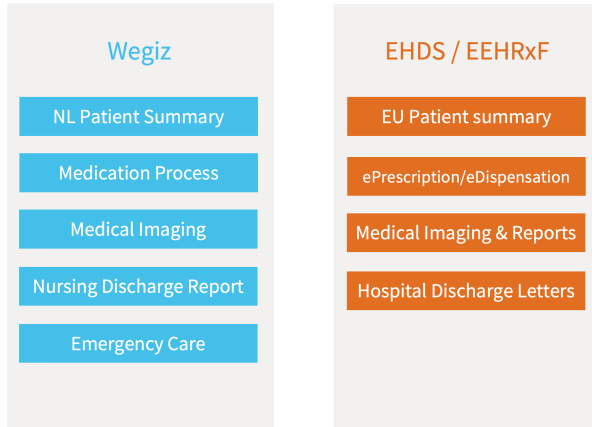 Wegiz
NL Patient Summary
Medication Process
Medical Imaging
Nursing Discharge Report
Emergency Care
EHDS / EEHRxF
EU Patient summary
ePrescription/eDispensation
Medical Imaging & Reports
Hospital Discharge Letters